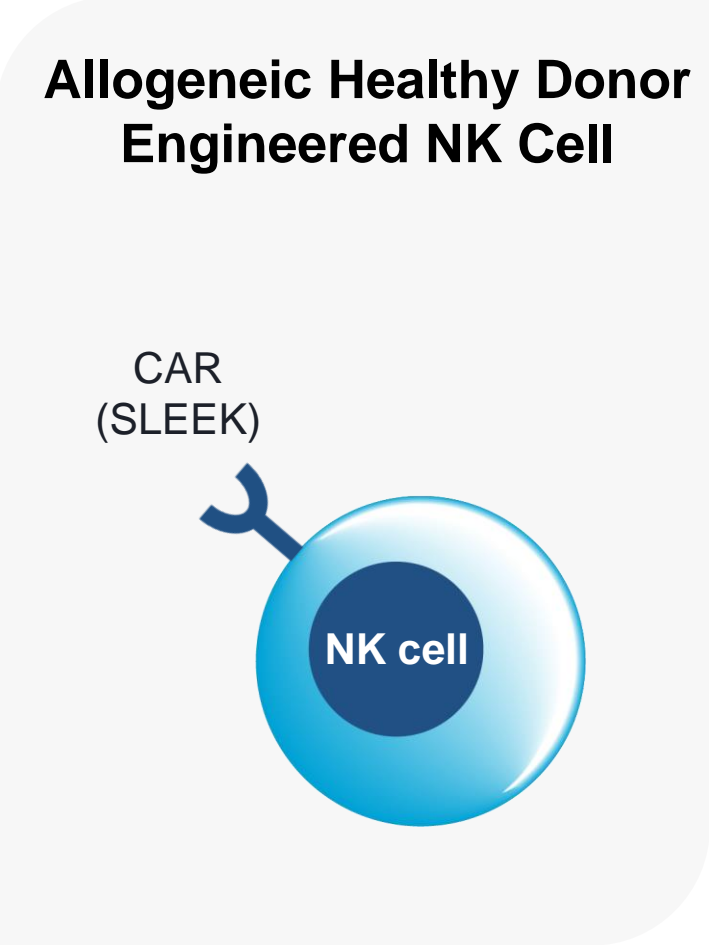 Allogeneic Healthy Donor
Engineered NK Cell
CAR
(SLEEK)
NK cell